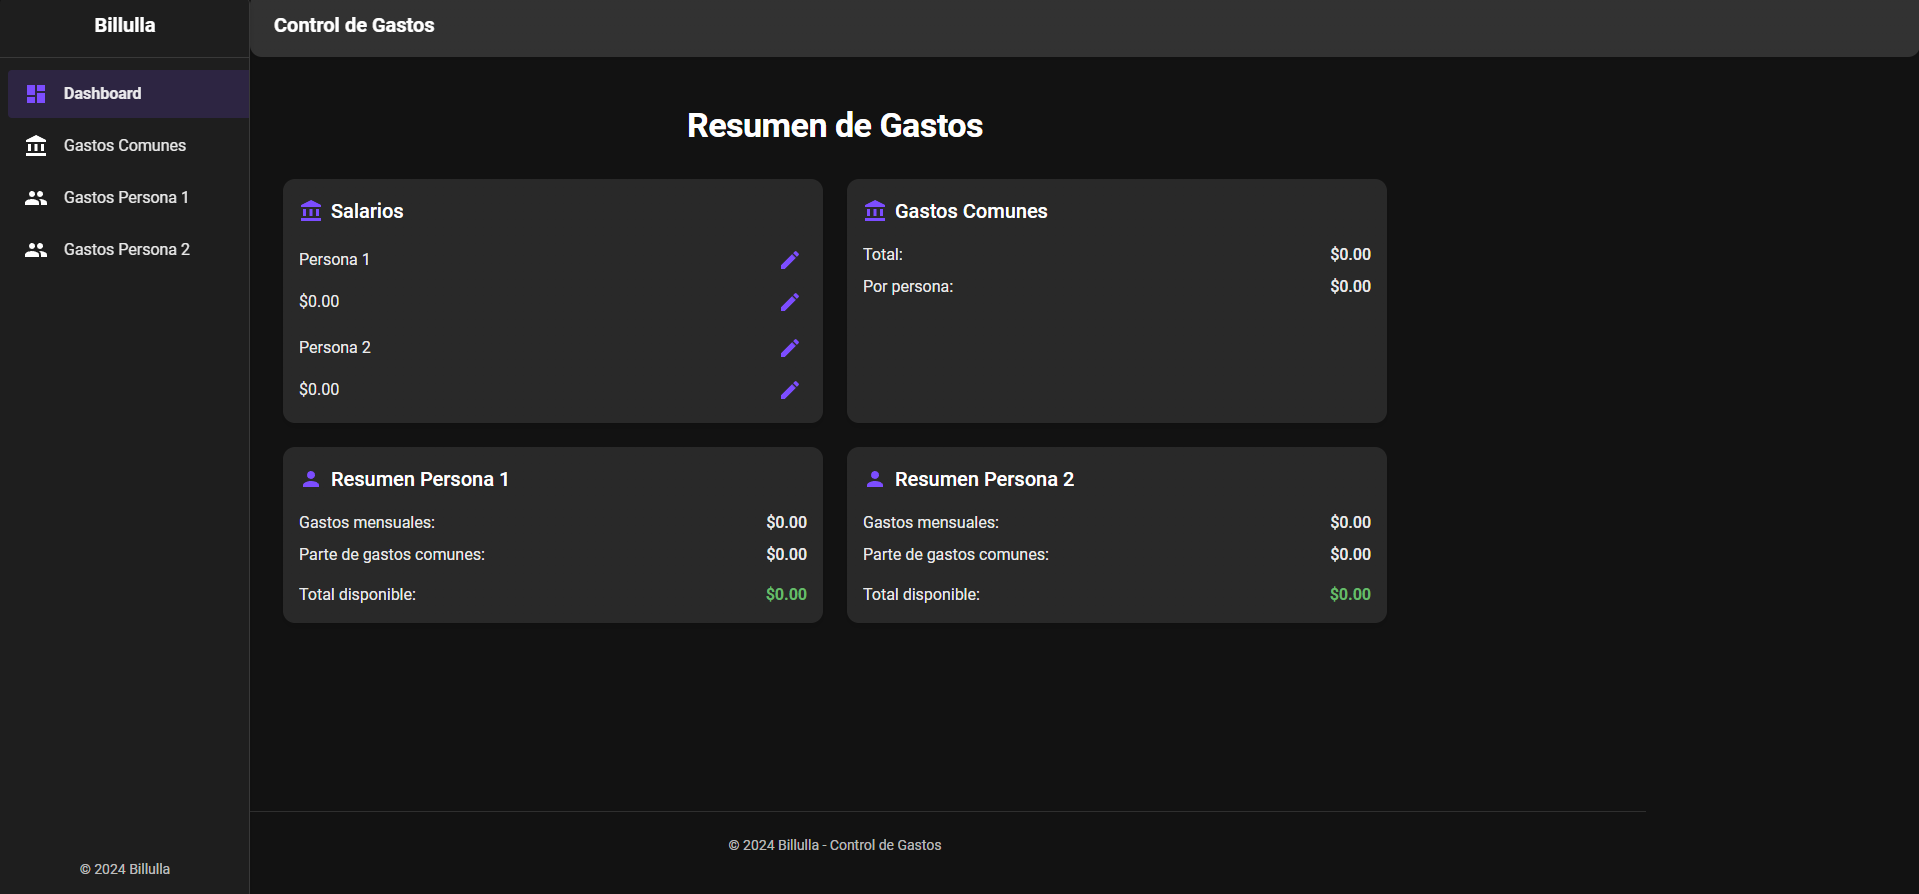 Billulla
Control de Gastos
Dashboard
Gastos Comunes
Gastos Persona 1
Gastos Persona 2
© 2024 Billulla
Resumen de Gastos
Salarios
Persona 1
$0.00
Persona 2
$0.00
Gastos Comunes
Total: $0.00
Por persona: $0.00
Resumen Persona 1
Gastos mensuales: $0.00
Parte de gastos comunes: $0.00
Total disponible: $0.00
Resumen Persona 2
Gastos mensuales: $0.00
Parte de gastos comunes: $0.00
Total disponible: $0.00
© 2024 Billulla - Control de Gastos